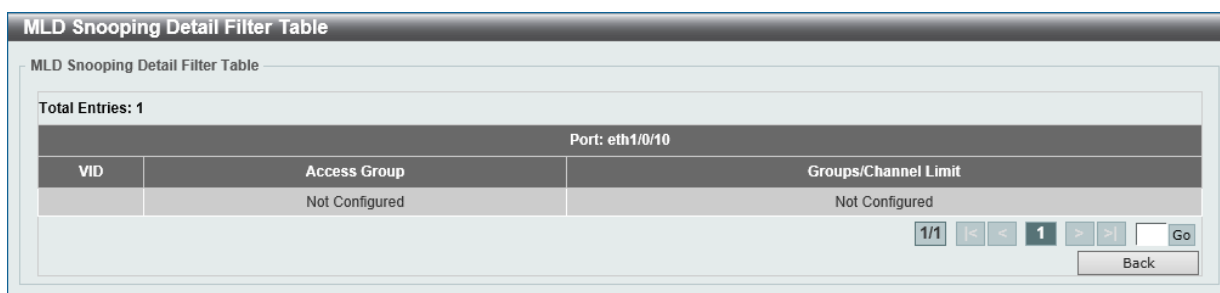 MLD Snooping Detail Filter Table
MLD Snooping Detail Filter Table
Total Entries: 1
Port: eth1/0/10
VID Access Group Groups/Channel Limit
Not Configured Not Configured
1/1 |< < 1 > >| Go
Back